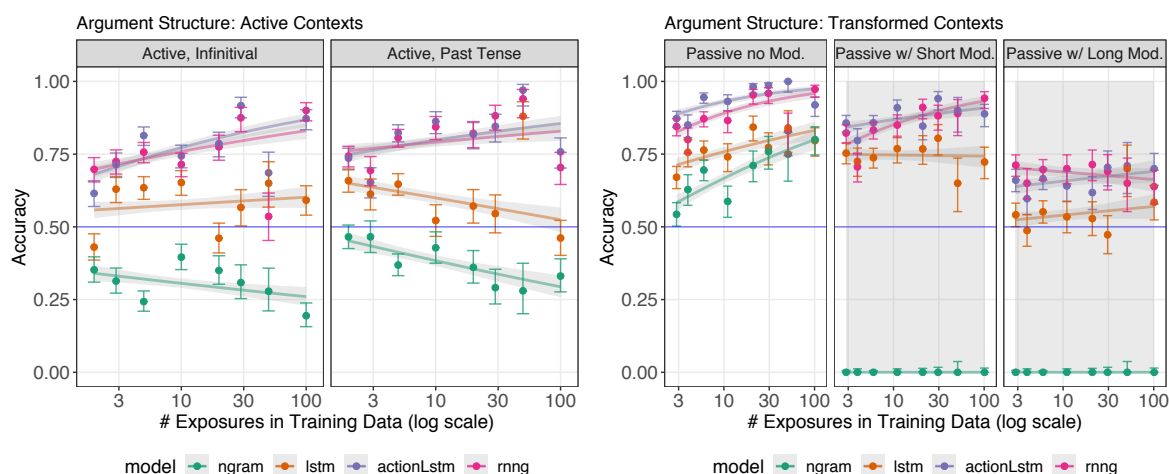 Argument Structure: Active Contexts
Active, Infinitival
Active, Past Tense
1.00
0.75
0.50
0.25
0.00
Accuracy
3 10 30 100 3 10 30 100
# Exposures in Training Data (log scale)
model ngram lstm actionLstm rnng
Argument Structure: Transformed Contexts
Passive no Mod.
Passive w/ Short Mod.
Passive w/ Long Mod.
1.00
0.75
0.50
0.25
0.00
Accuracy
3 10 30 100 3 10 30 100 3 10 30 100
# Exposures in Training Data (log scale)
model ngram lstm actionLstm rnng